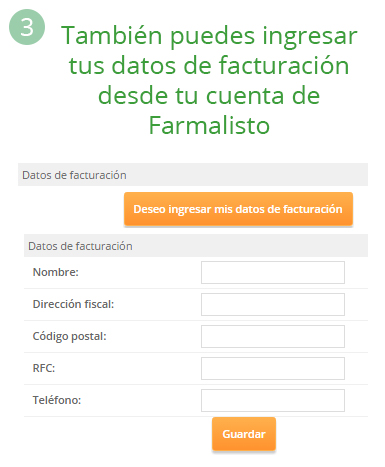 3
También puedes ingresar
tus datos de facturación
desde tu cuenta de
Farmalisto
Datos de facturación
Deseo ingresar mis datos de facturación
Datos de facturación
Nombre:
Dirección fiscal:
Código postal:
RFC:
Teléfono:
Guardar